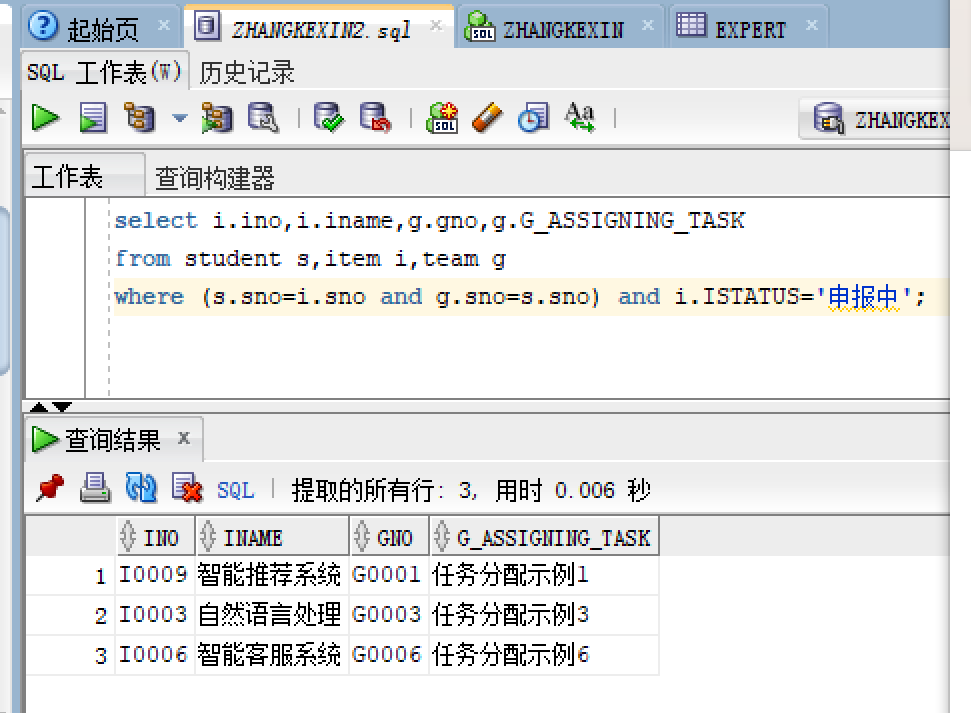 起始页 ZHANGKEXIN2.sql ZHANGKEXIN EXPERT
SQL 工作表(W) 历史记录
SQL ZHANGKEX
工作表 查询构建器
select i.ino,i.iname,g.gno,g.G_ASSIGNING_TASK
from student s,item i,team g
where (s.sno=i.sno and g.sno=s.sno) and i.ISTATUS='申报中';
查询结果
SQL 提取的所有行: 3, 用时 0.006 秒
INO INAME GNO G_ASSIGNING_TASK
1 I0009 智能推荐系统 G0001 任务分配示例1
2 I0003 自然语言处理 G0003 任务分配示例3
3 I0006 智能客服系统 G0006 任务分配示例6